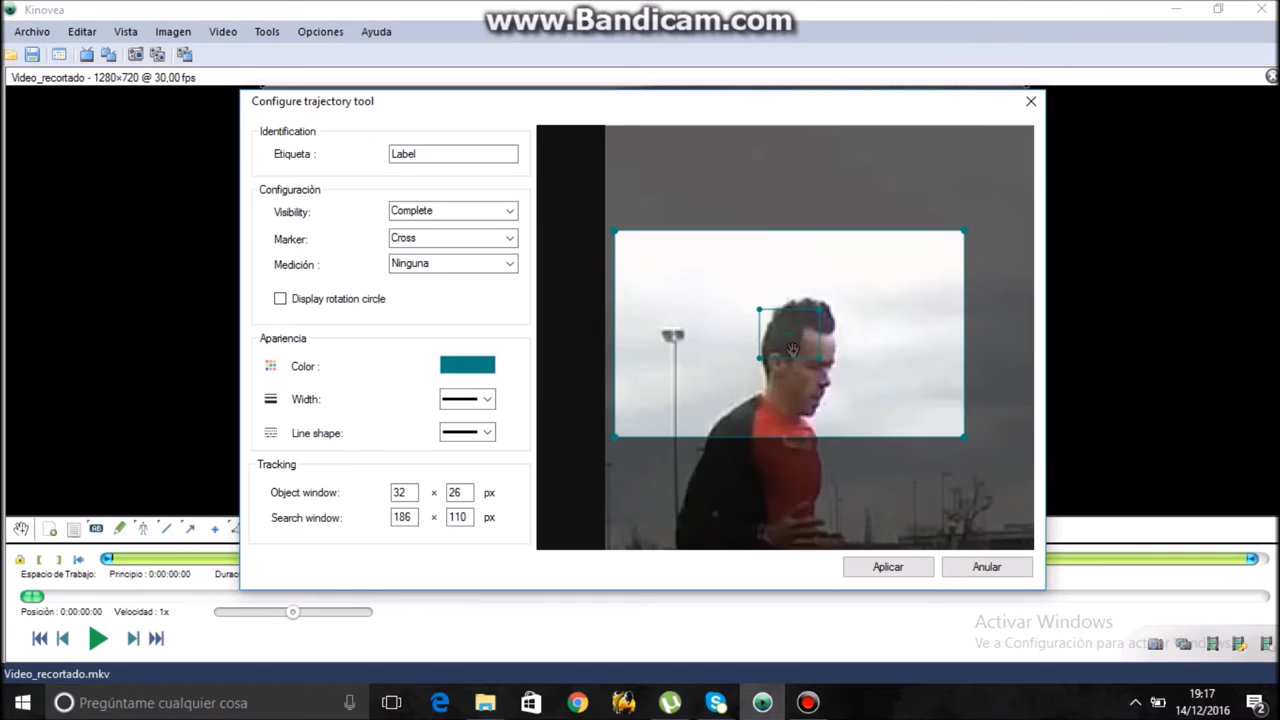 Kinovea
www.Bandicam.com
Archivo Editar Vista Imagen Video Tools Opciones Ayuda
Video_recortado - 1280×720 @ 30,00 fps
Configure trajectory tool
Identification
Etiqueta :
Label
Configuraciòn
Visibility:
Complete
Marker:
Cross
Medición :
Ninguna
Display rotation circle
Apariencia
Color :
Width:
Line shape:
Tracking
Object window:
32 × 26 px
Search window:
186 × 110 px
Aplicar Anular
Espacio de Trabajo: Principio : 0:00:00:00
Posición : 0:00:00:00 Velocidad : 1x
Activar Windows
Ve a Configuración para
Video_recortado.mkv
Pregúntame cualquier cosa
19:17
14/12/2016
2